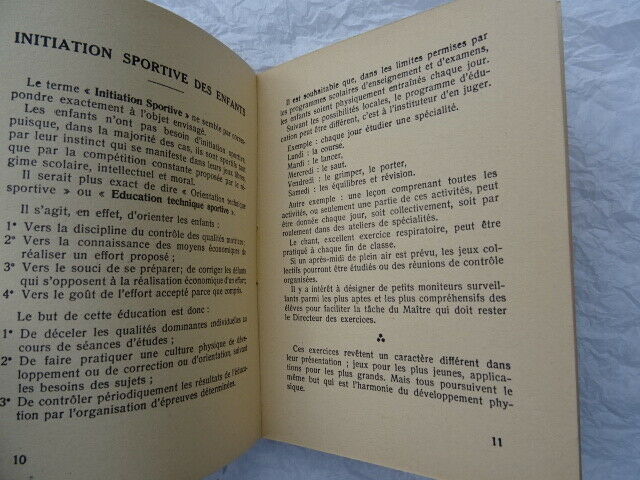 INITIATION SPORTIVE DES ENFANTS
Le terme « Initiation Sportive » ne semble pas corres-
pondre exactement à l'objet envisagé.
Les enfants n'ont pas besoin d'initiation sportive,
puisque, dans la majorité des cas, ils sont sportifs
par leur instinct qui se manifeste dans leurs jeux libres
que par la compétition constante proposée par le ré-
gime scolaire, intellectuel et moral.
Il serait plus exact de dire « Orientation technique
sportive » ou « Education technique sportive ».
Il s'agit, en effet, d'orienter les enfants :
1° Vers la discipline du contrôle des qualités motrices ;
2° Vers la connaissance des moyens économiques de
réaliser un effort proposé ;
3° Vers le souci de se préparer; de corriger les défauts
qui s'opposent à la réalisation économique d'un effort;
4° Vers le goût de l'effort accepté parce que compris.
Le but de cette éducation est donc :
1° De déceler les qualités dominantes individuelles au
cours de séances d'études ;
2° De faire pratiquer une culture physique de déve-
loppement ou de correction ou d'orientation suivant
les besoins des sujets ;
3° De contrôler périodiquement les résultats de l'éduca-
tion par l'organisation d'épreuves déterminées.
10
Il est souhaitable que, dans les limites permises par
les programmes scolaires d'enseignement et d'examens,
les enfants soient physiquement entraînés chaque jour.
Suivant les possibilités locales, le programme d'édu-
cation peut être différent, c'est à l'instituteur d'en juger.
Exemple : chaque jour étudier une spécialité.
Lundi : la course.
Mardi : le lancer,
Mercredi : le saut.
Vendredi : le grimper, le porter,
Samedi : les équilibres et révision.
Autre exemple : une leçon comprenant toutes les
activités, ou seulement une partie de ces activités, peut
être donnée chaque jour, soit collectivement, soit par
roulement dans des ateliers de spécialités.
Le chant, excellent exercice respiratoire, peut être
pratiqué à chaque fin de classe.
Si un après-midi de plein air est prévu, les jeux col-
lectifs pourront être étudiés ou des réunions de contrôle
organisées.
Il y a intérêt à désigner de petits moniteurs surveil-
lants parmi les plus aptes et les plus compréhensifs des
élèves pour faciliter la tâche du Maître qui doit rester
le Directeur des exercices.
Ces exercices revêtent un caractère différent dans
leur présentation ; jeux pour les plus jeunes, applica-
tions pour les plus grands. Mais tous poursuivent le
même but qui est l'harmonie du développement phy-
sique.
11